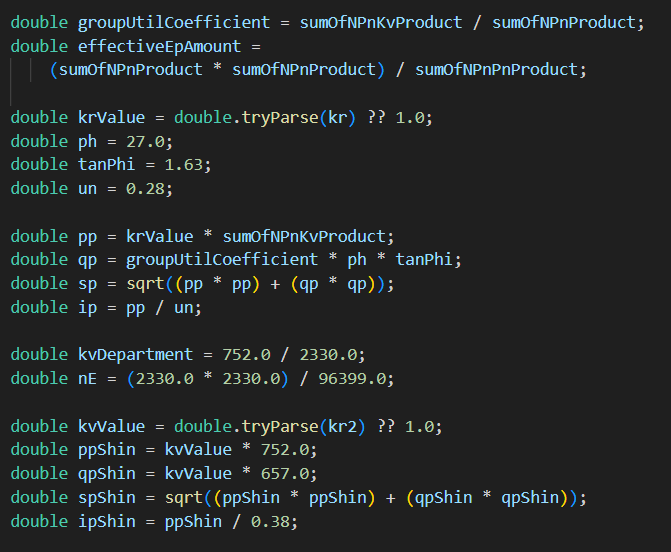 double groupUtilCoefficient = sumOfNPnKvProduct / sumOfNPnProduct;
double effectiveEpAmount =
(sumOfNPnProduct * sumOfNPnProduct) / sumOfNPnPnProduct;
double krValue = double.tryParse(kr) ?? 1.0;
double ph = 27.0;
double tanPhi = 1.63;
double un = 0.28;
double pp = krValue * sumOfNPnKvProduct;
double qp = groupUtilCoefficient * ph * tanPhi;
double sp = sqrt((pp * pp) + (qp * qp));
double ip = pp / un;
double kvDepartment = 752.0 / 2330.0;
double nE = (2330.0 * 2330.0) / 96399.0;
double kvValue = double.tryParse(kr2) ?? 1.0;
double ppShin = kvValue * 752.0;
double qpShin = kvValue * 657.0;
double spShin = sqrt((ppShin * ppShin) + (qpShin * qpShin));
double ipShin = ppShin / 0.38;